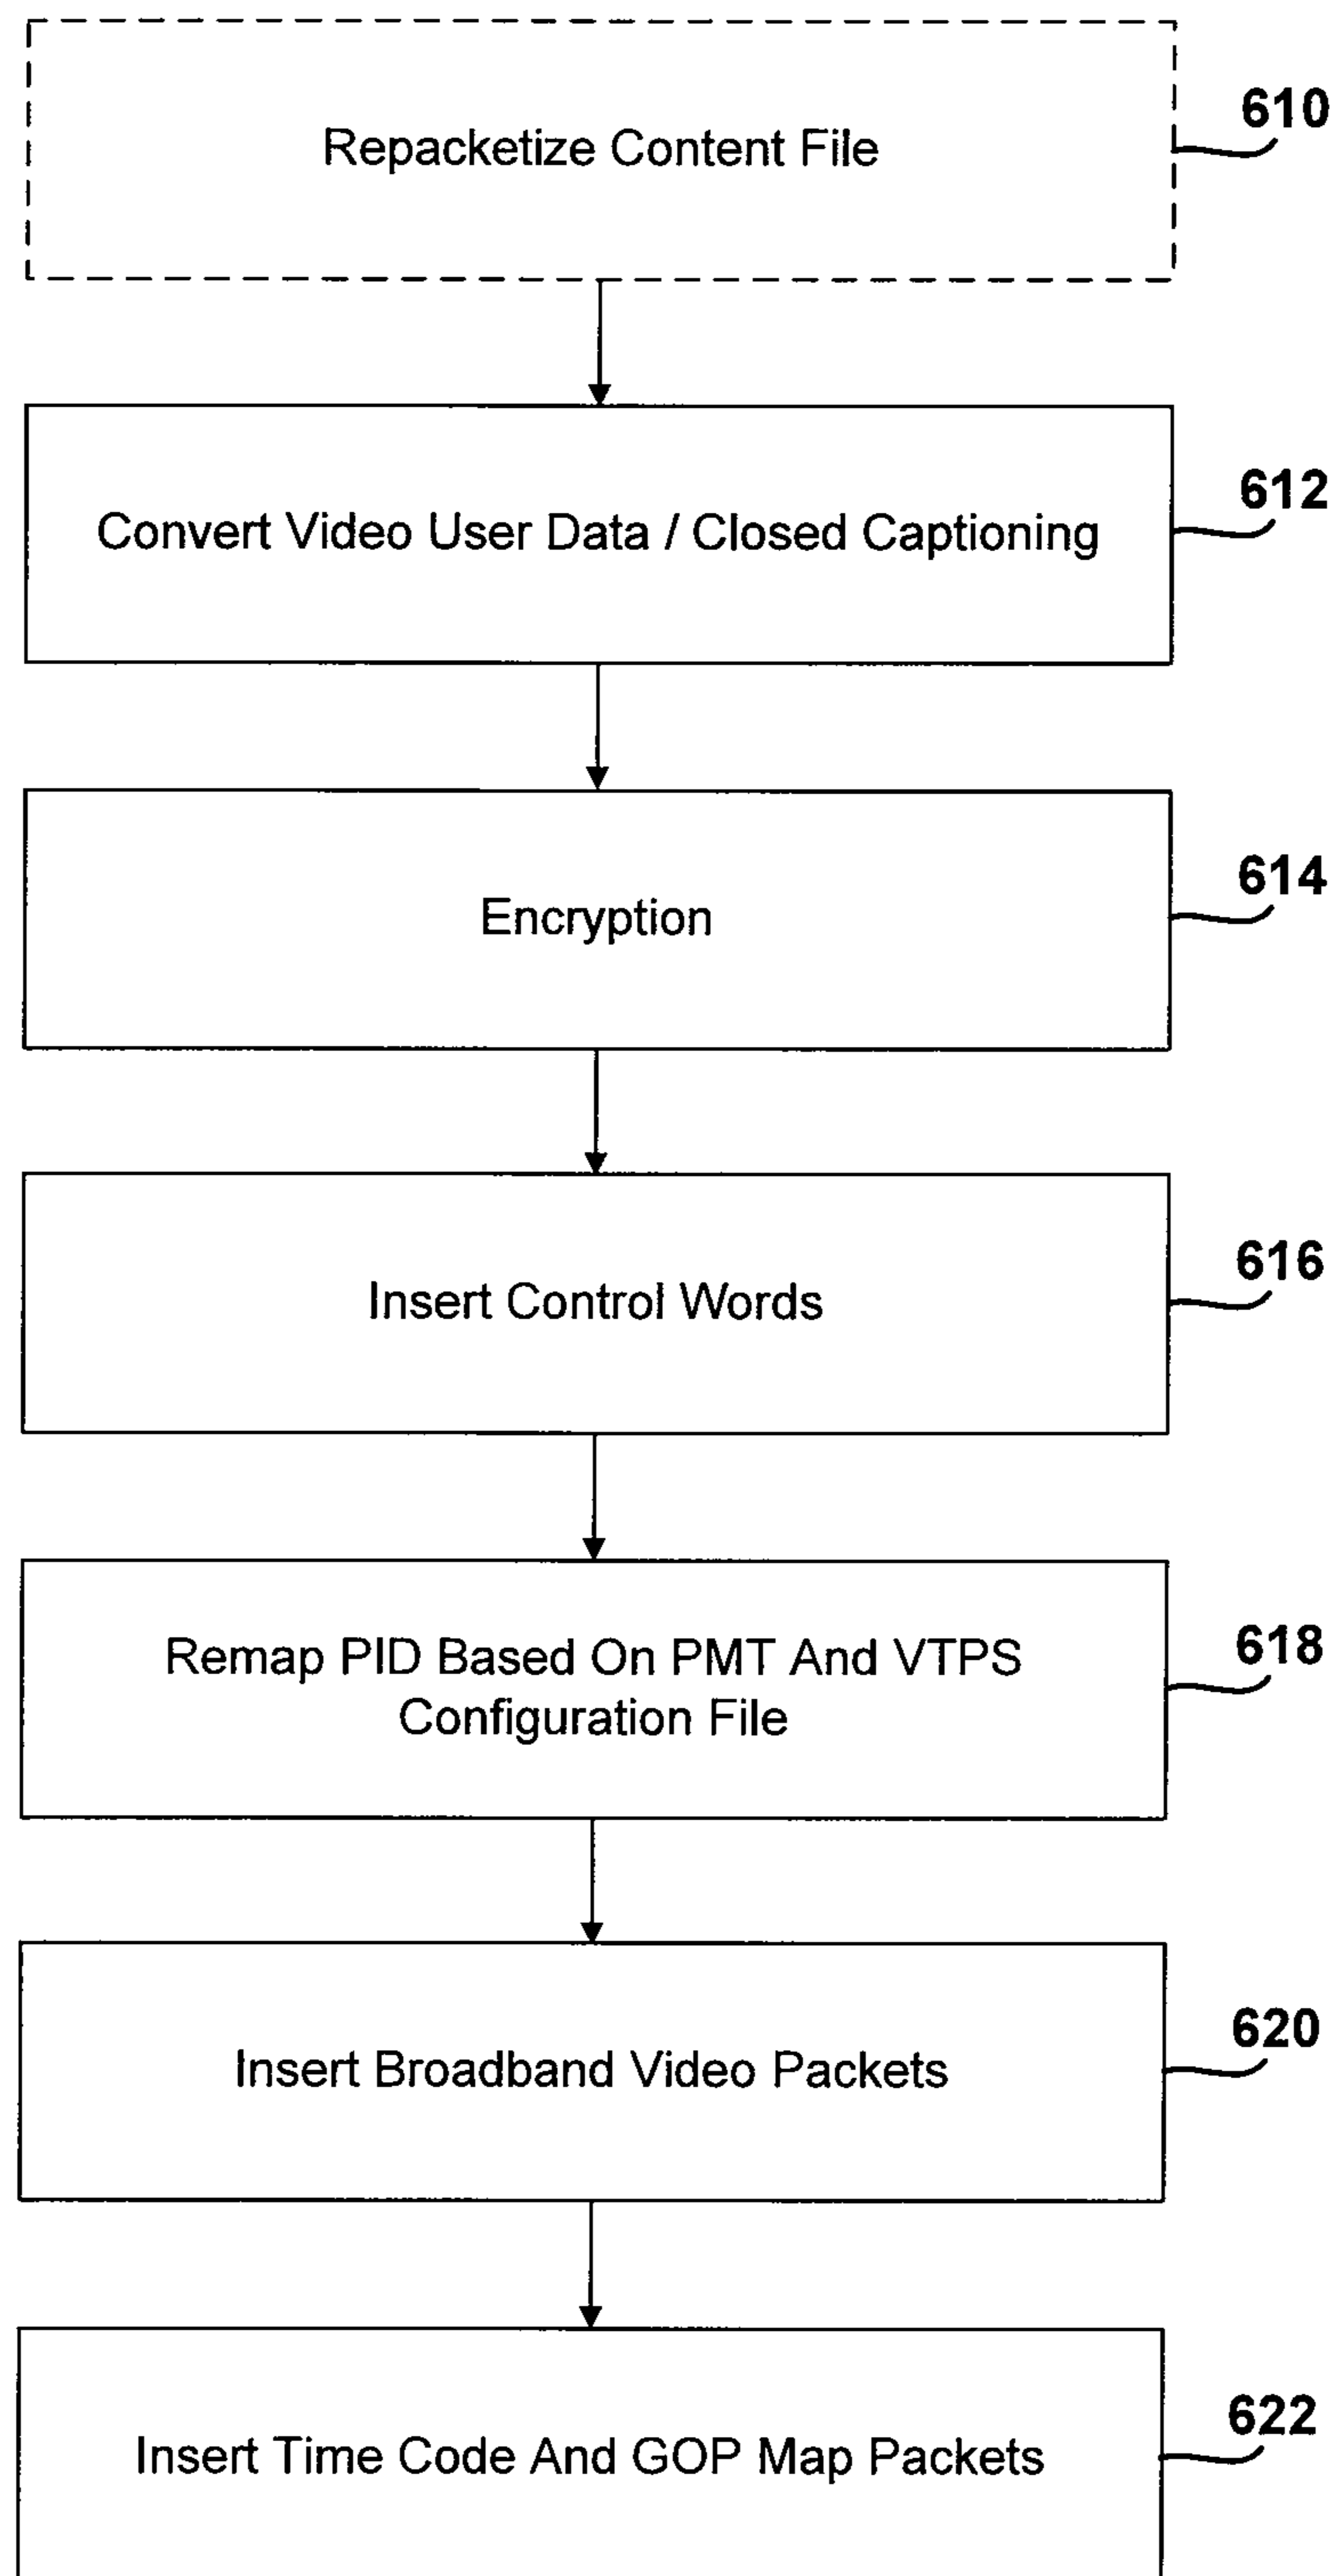 Repacketize Content File
610
Convert Video User Data / Closed Captioning
612
Encryption
614
Insert Control Words
616
Remap PID Based On PMT And VTPS
Configuration File
618
Insert Broadband Video Packets
620
Insert Time Code And GOP Map Packets
622